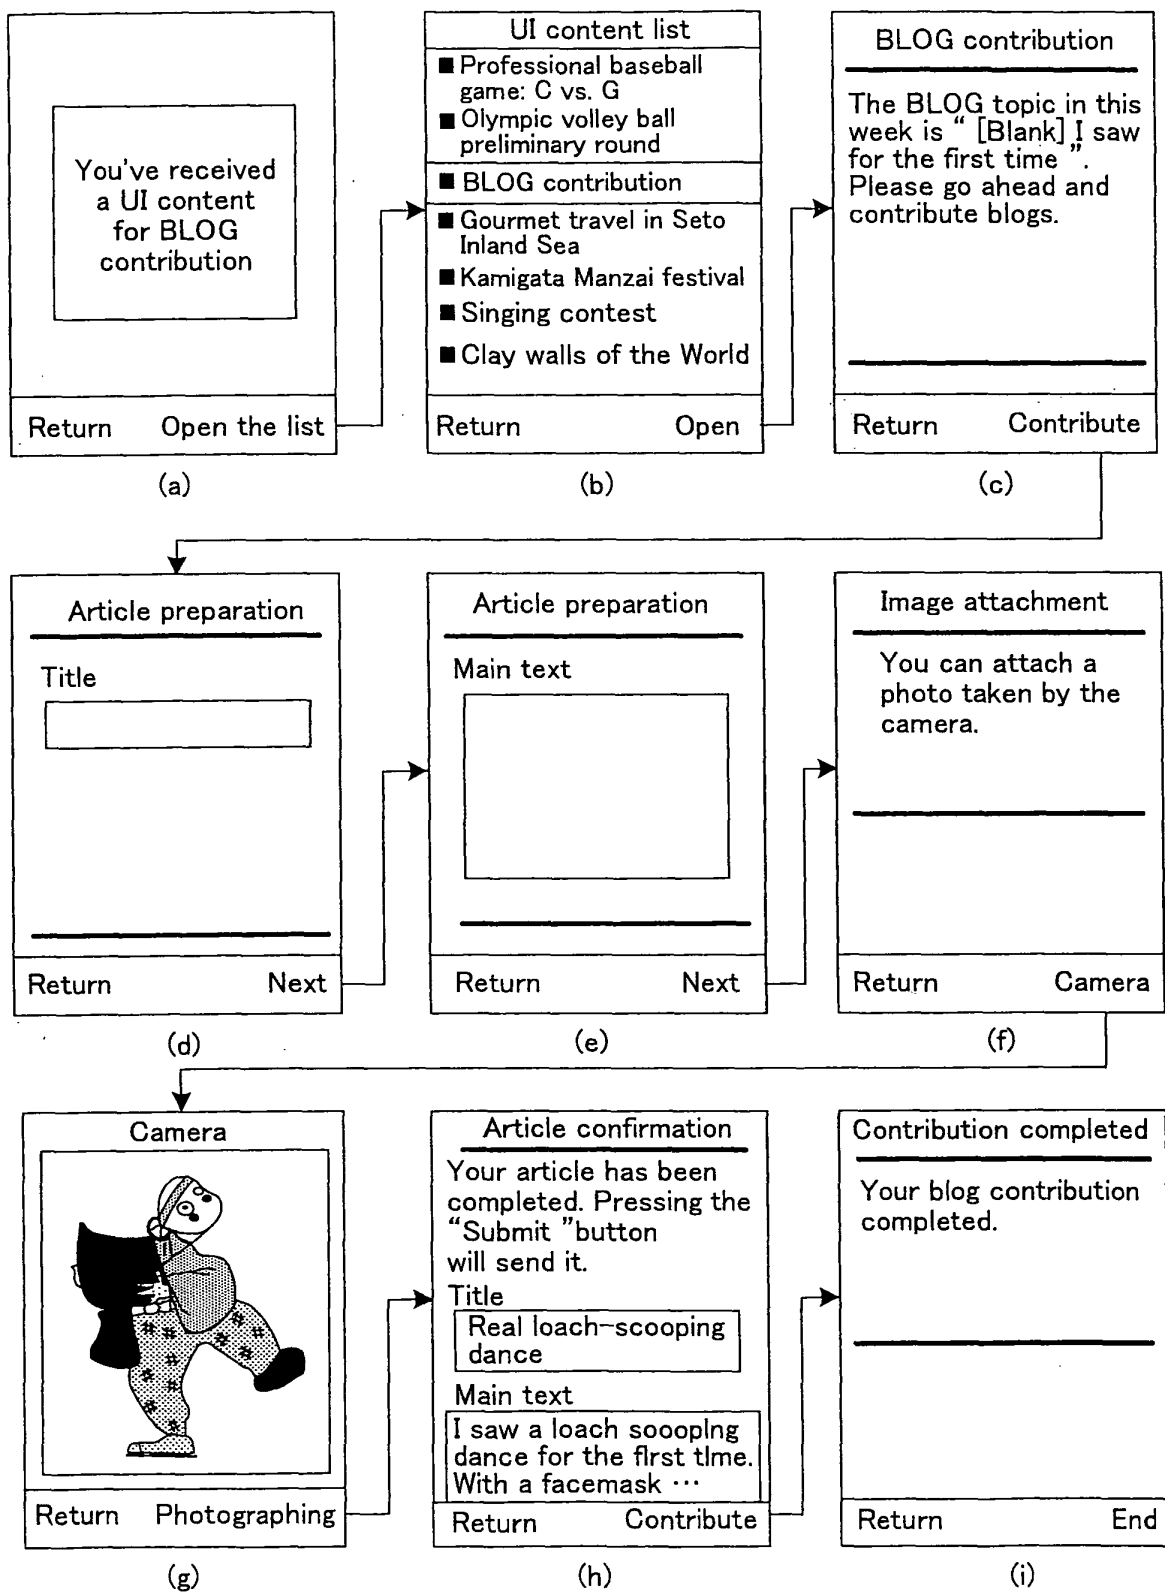 You've received
a UI content
for BLOG
contribution
Return Open the list
(a)
UI content list
■ Professional baseball
game: C vs. G
■ Olympic volley ball
preliminary round
■ BLOG contribution
■ Gourmet travel in Seto
Inland Sea
■ Kamigata Manzai festival
■ Singing contest
■ Clay walls of the World
Return Open
(b)
BLOG contribution
The BLOG topic in this
week is “ [Blank] I saw
for the first time ”.
Please go ahead and
contribute blogs.
Return Contribute
(c)
Article preparation
Title
Return Next
(d)
Article preparation
Main text
Return Next
(e)
Image attachment
You can attach a
photo taken by the
camera.
Return Camera
(f)
Camera
Return Photographing
(g)
Article confirmation
Your article has been
completed. Pressing the
“Submit ”button
will send it.
Title
Real loach-scooping
dance
Main text
I saw a loach soooping
dance for the first time.
With a facemask ···
Return Contribute
(h)
Contribution completed
Your blog contribution
completed.
Return End
(i)